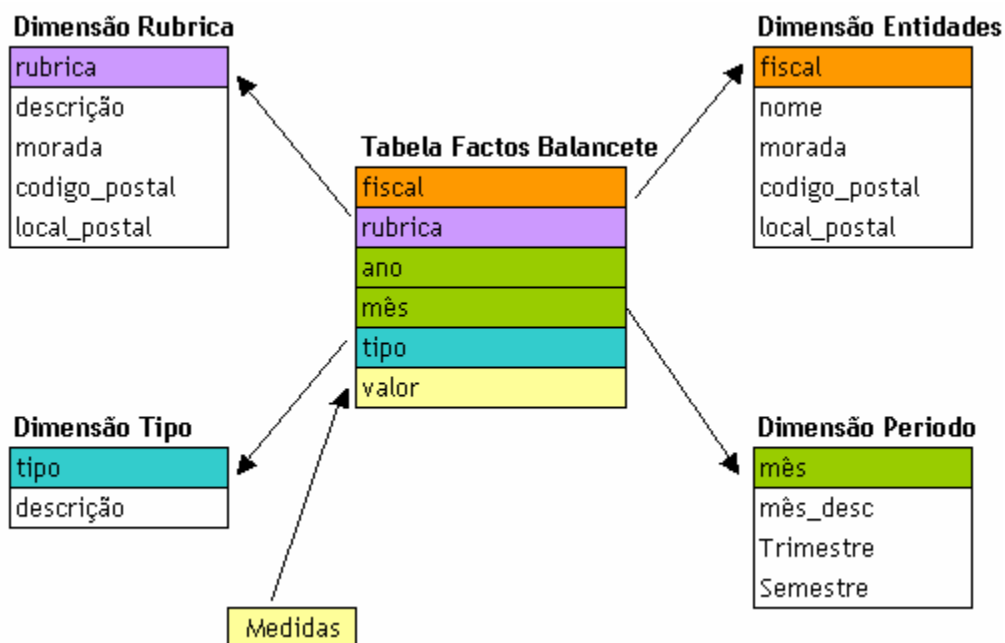 Dimensão Rubrica
rubrica
descrição
morada
codigo_postal
local_postal
Dimensão Entidades
fiscal
nome
morada
codigo_postal
local_postal
Tabela Factos Balancete
fiscal
rubrica
ano
mês
tipo
valor
Dimensão Tipo
tipo
descrição
Dimensão Periodo
mês
mês_desc
Trimestre
Semestre
Medidas